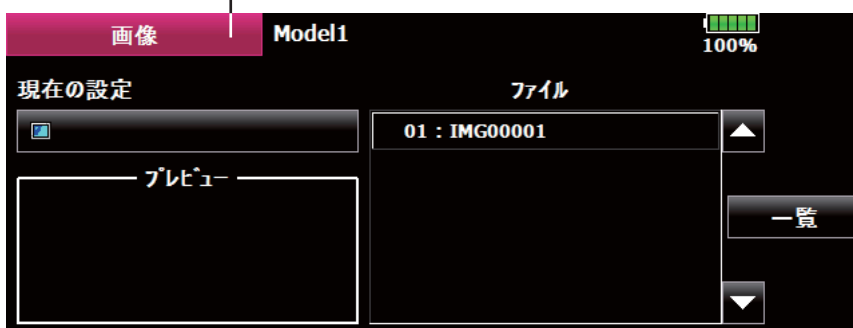 画像
Model1
100%
現在の設定
ファイル
01 : IMG00001
プレビュー
一覧